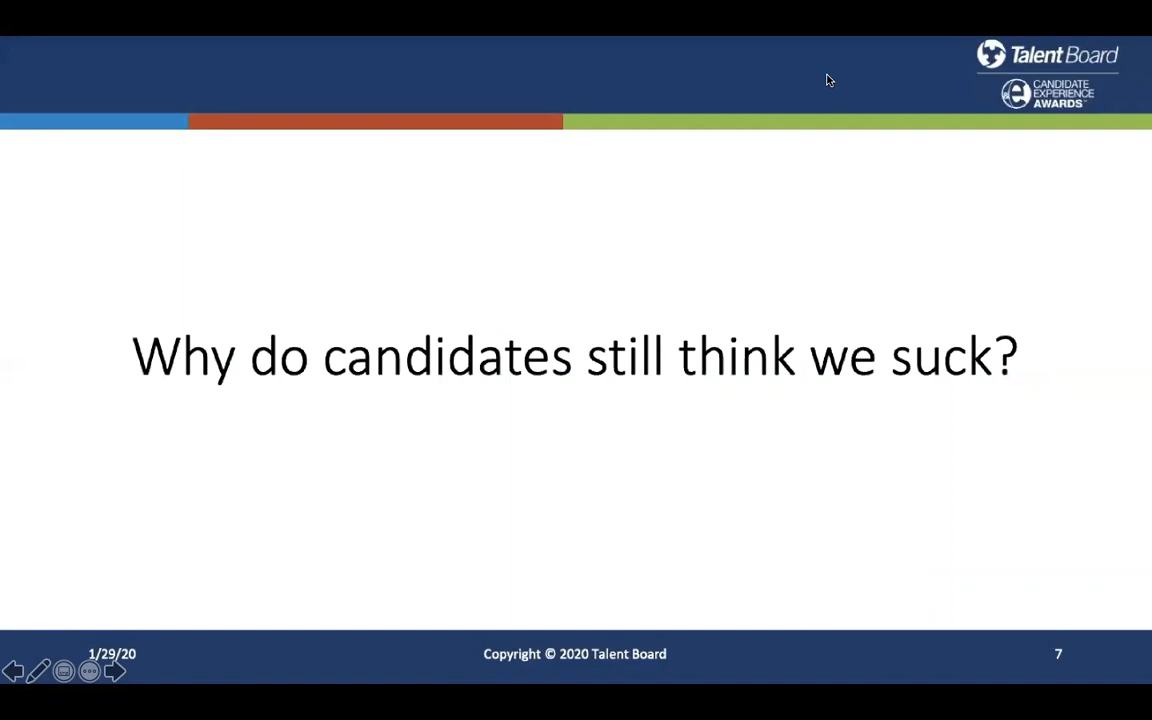 Talent Board
CANDIDATE
EXPERIENCE
AWARDS
Why do candidates still think we suck?
1/29/20
Copyright © 2020 Talent Board
7